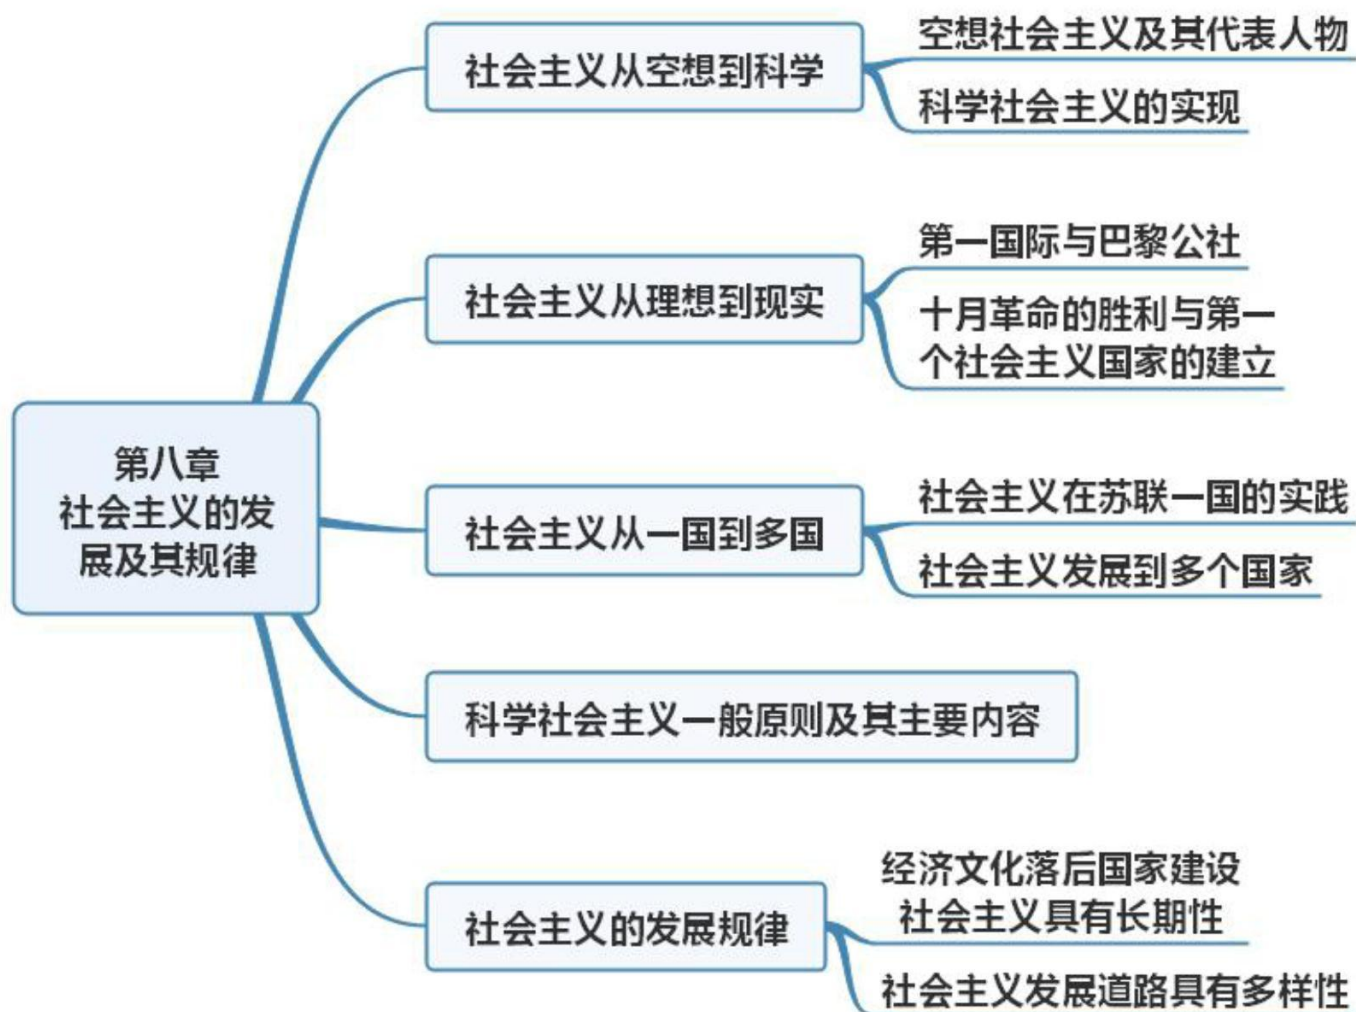 第八章
社会主义的发
展及其规律
社会主义从空想到科学
空想社会主义及其代表人物
科学社会主义的实现
社会主义从理想到现实
第一国际与巴黎公社
十月革命的胜利与第一
个社会主义国家的建立
社会主义从一国到多国
社会主义在苏联一国的实践
社会主义发展到多个国家
科学社会主义一般原则及其主要内容
社会主义的发展规律
经济文化落后国家建设
社会主义具有长期性
社会主义发展道路具有多样性